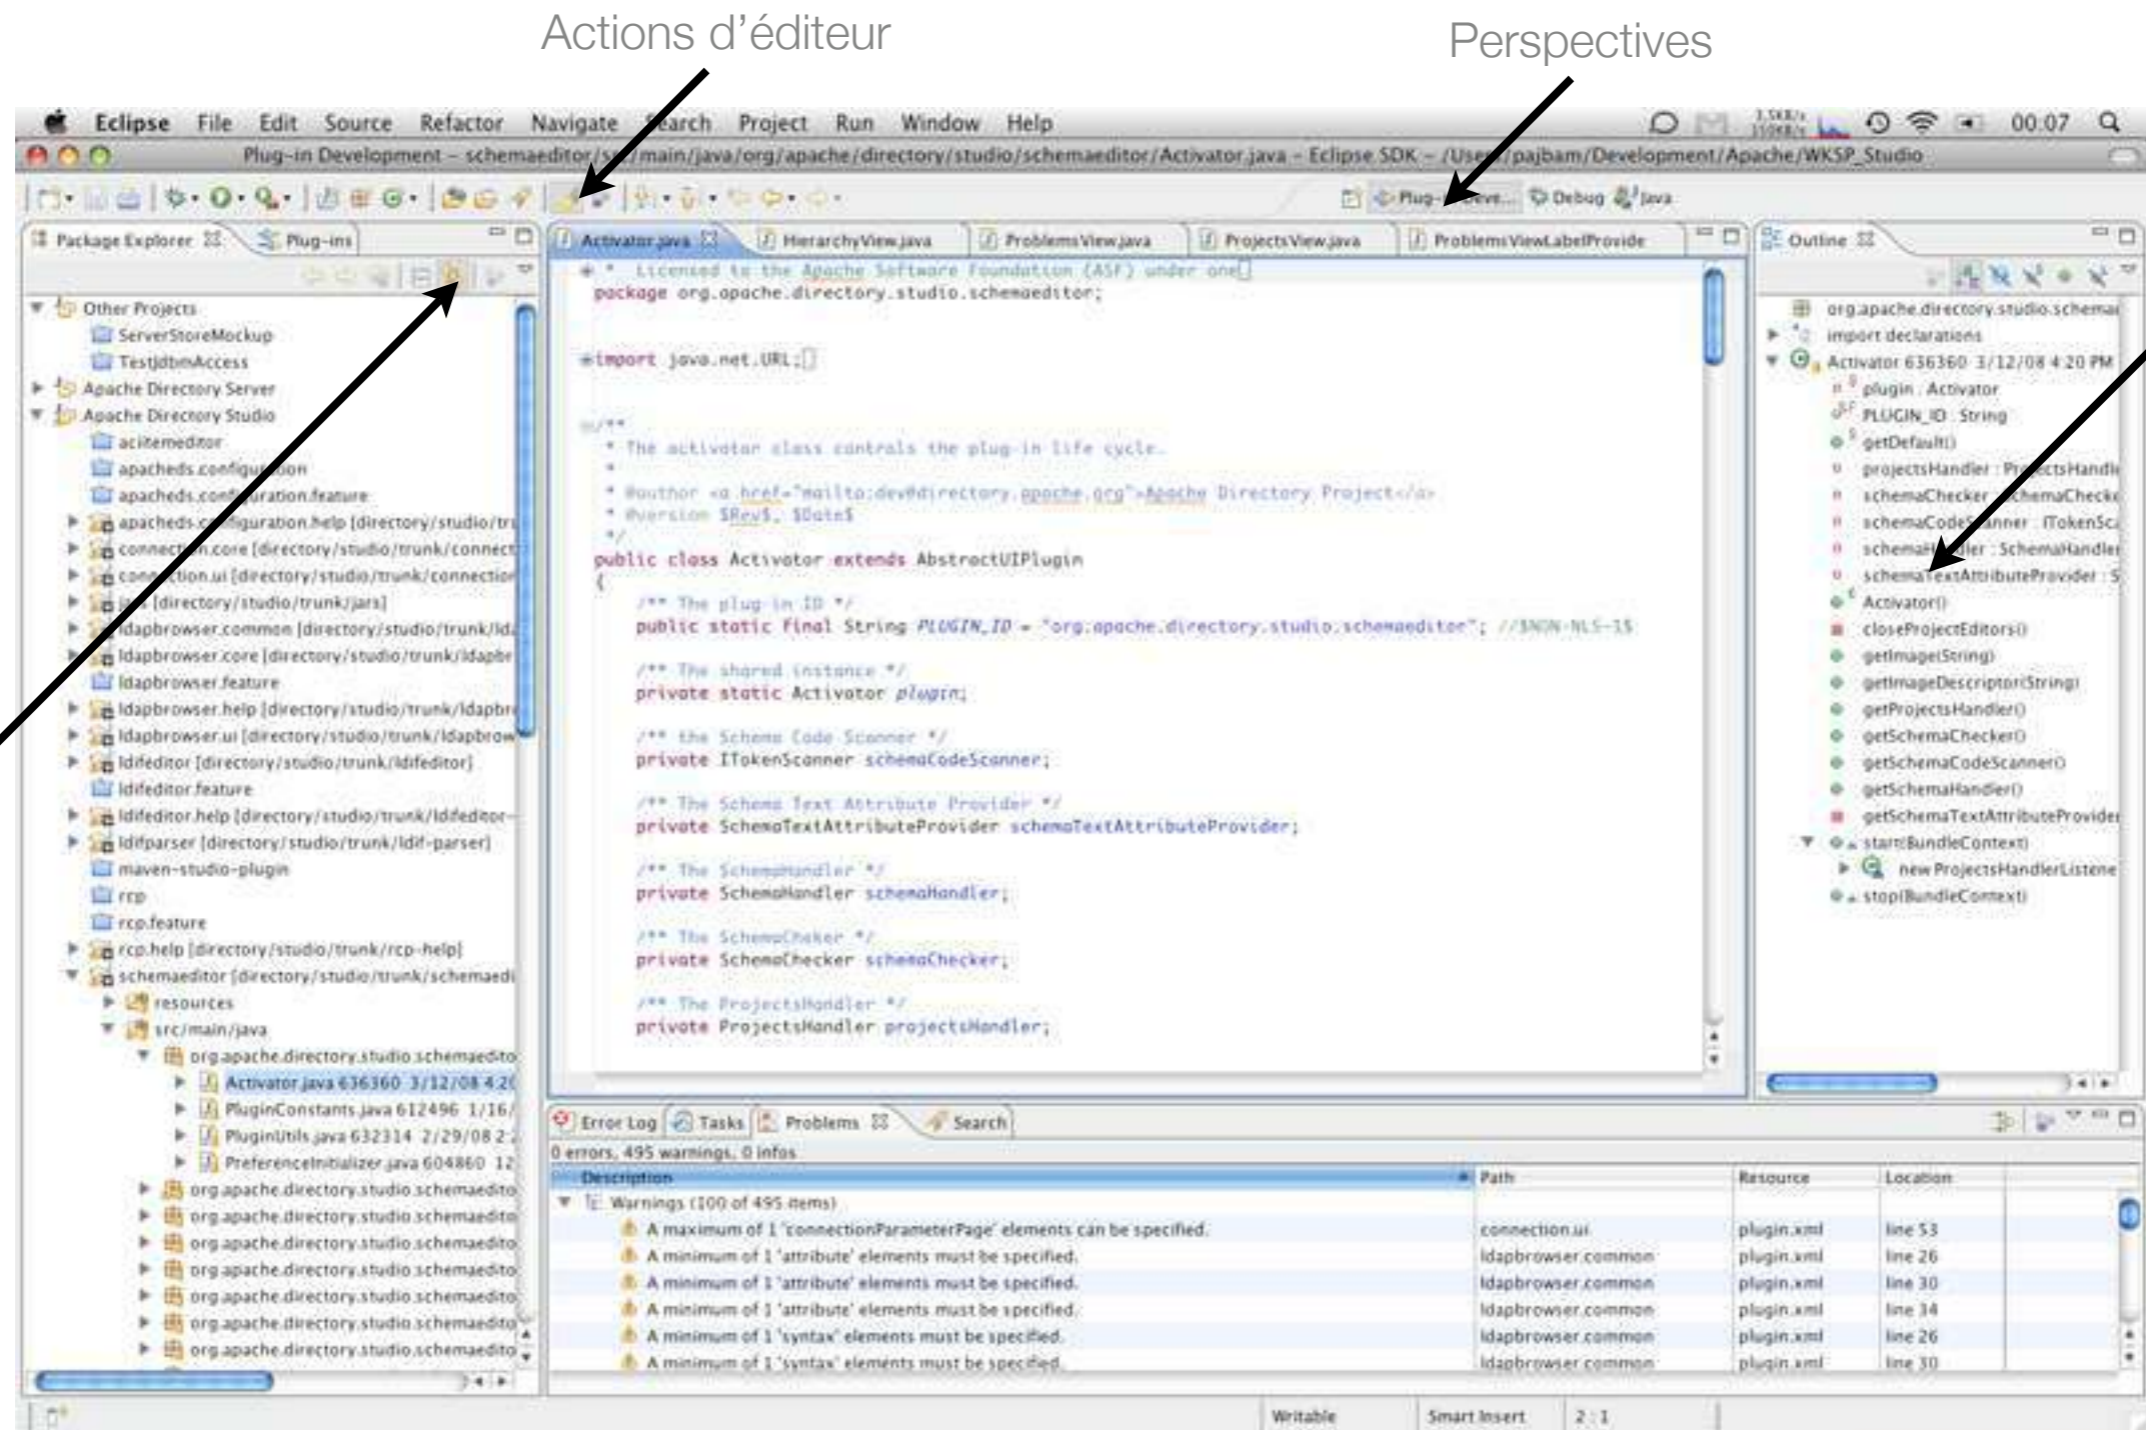 Actions d'éditeur
Perspectives
Eclipse File Edit Source Refactor Navigate Search Project Run Window Help
00:07
Plug-in Development - schemaeditor/src/main/java/org/apache/directory/studio/schemaeditor/Activator.java - Eclipse SDK - /Users/pajbam/Development/Apache/WKSP_Studio
Plug-in Deve... Debug Java
Package Explorer Plug-ins
Activator.java HierarchyView.java ProblemsView.java ProjectsView.java ProblemsViewLabelProvide
Outline
Other Projects
ServerStoreMockup
TestJdbmAccess
Apache Directory Server
Apache Directory Studio
aciitemeditor
apacheds.configuration
apacheds.configuration.feature
apacheds.configuration.help [directory/studio/tru
connection.core [directory/studio/trunk/connect
connection.ui [directory/studio/trunk/connection
jars [directory/studio/trunk/jars]
ldapbrowser.common [directory/studio/trunk/lda
ldapbrowser.core [directory/studio/trunk/ldapbr
ldapbrowser.feature
ldapbrowser.help [directory/studio/trunk/ldapbr
ldapbrowser.ui [directory/studio/trunk/ldapbrow
ldifeditor [directory/studio/trunk/ldifeditor]
ldifeditor.feature
ldifeditor.help [directory/studio/trunk/ldifeditor-
ldifparser [directory/studio/trunk/ldif-parser]
maven-studio-plugin
rcp
rcp.feature
rcp.help [directory/studio/trunk/rcp-help]
schemaeditor [directory/studio/trunk/schemaedi
resources
src/main/java
org.apache.directory.studio.schemaedito
Activator.java 636360 3/12/08 4:20
PluginConstants.java 612496 1/16/
PluginUtils.java 632314 2/29/08 2:
PreferenceInitializer.java 604860 12
org.apache.directory.studio.schemaedito
org.apache.directory.studio.schemaedito
org.apache.directory.studio.schemaedito
org.apache.directory.studio.schemaedito
org.apache.directory.studio.schemaedito
org.apache.directory.studio.schemaedito
org.apache.directory.studio.schemaedito
* Licensed to the Apache Software Foundation (ASF) under one
package org.apache.directory.studio.schemaeditor;
import java.net.URL;
/**
* The activator class controls the plug-in life cycle.
*
* @author <a href="mailto:dev@directory.apache.org">Apache Directory Project</a>
* @version $Rev$, $Date$
*/
public class Activator extends AbstractUIPlugin
{
/** The plug-in ID */
public static final String PLUGIN_ID = "org.apache.directory.studio.schemaeditor"; //$NON-NLS-1$
/** The shared instance */
private static Activator plugin;
/** the Schema Code Scanner */
private ITokenScanner schemaCodeScanner;
/** The Schema Text Attribute Provider */
private SchemaTextAttributeProvider schemaTextAttributeProvider;
/** The SchemaHandler */
private SchemaHandler schemaHandler;
/** The SchemaCheker */
private SchemaChecker schemaChecker;
/** The ProjectsHandler */
private ProjectsHandler projectsHandler;
org.apache.directory.studio.schemae
import declarations
Activator 636360 3/12/08 4:20 PM
plugin : Activator
PLUGIN_ID : String
getDefault()
projectsHandler : ProjectsHandle
schemaChecker : SchemaChecke
schemaCodeScanner : ITokenSca
schemaHandler : SchemaHandler
schemaTextAttributeProvider : S
Activator()
closeProjectEditors()
getImage(String)
getImageDescriptor(String)
getProjectsHandler()
getSchemaChecker()
getSchemaCodeScanner()
getSchemaHandler()
getSchemaTextAttributeProvider
start(BundleContext)
new ProjectsHandlerListene
stop(BundleContext)
Error Log Tasks Problems Search
0 errors, 495 warnings, 0 infos
Description Path Resource Location
Warnings (100 of 495 items)
A maximum of 1 'connectionParameterPage' elements can be specified. connection.ui plugin.xml line 53
A minimum of 1 'attribute' elements must be specified. ldapbrowser.common plugin.xml line 26
A minimum of 1 'attribute' elements must be specified. ldapbrowser.common plugin.xml line 30
A minimum of 1 'attribute' elements must be specified. ldapbrowser.common plugin.xml line 34
A minimum of 1 'syntax' elements must be specified. ldapbrowser.common plugin.xml line 26
A minimum of 1 'syntax' elements must be specified. ldapbrowser.common plugin.xml line 30
Writable Smart Insert 2 : 1